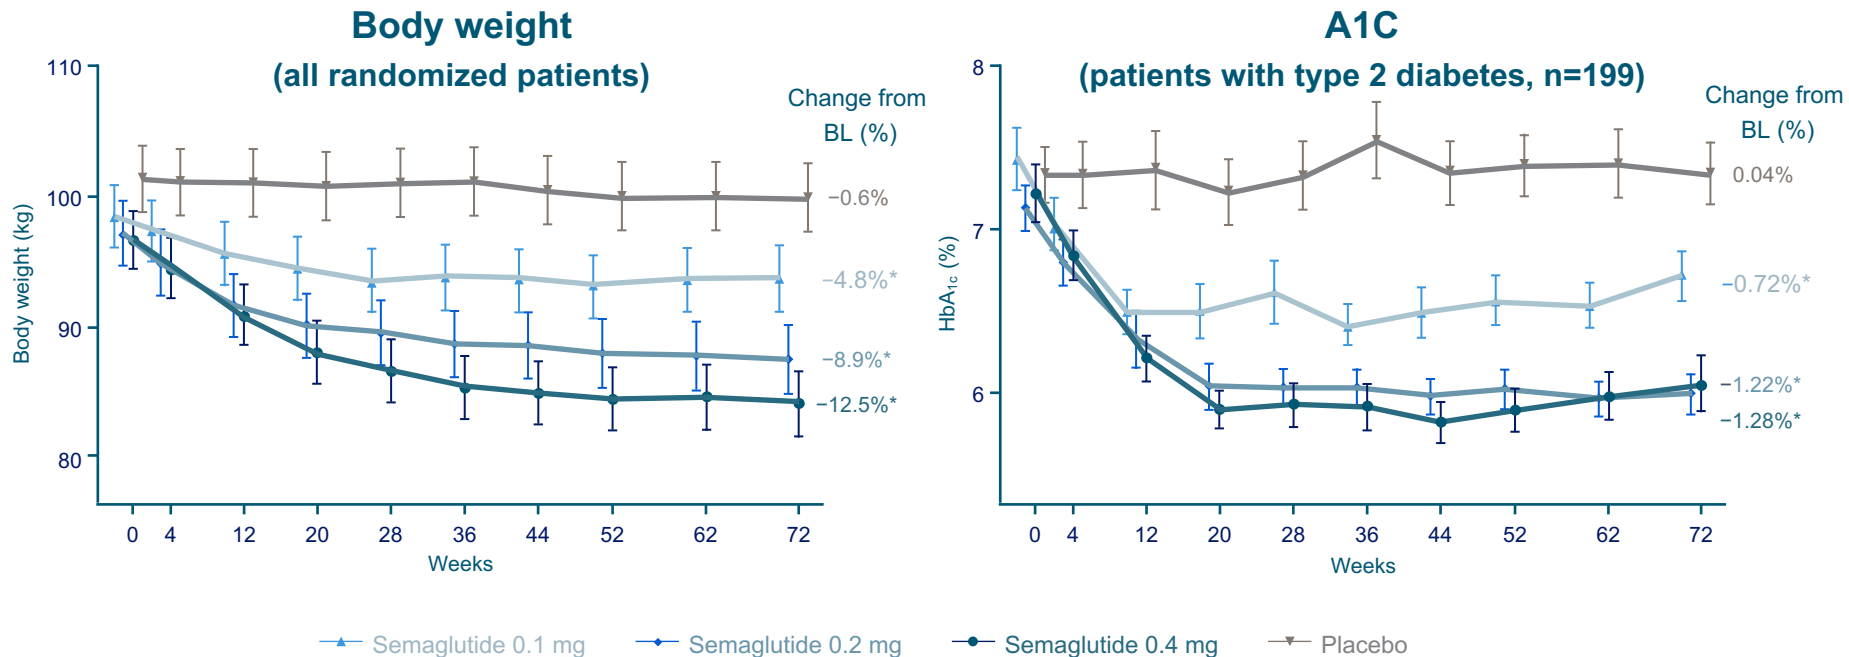 Body weight
(all randomized patients)
Change from
BL (%)
Body weight (kg)
110
100
90
80
−0.6%
−4.8%*
−8.9%*
−12.5%*
0 4 12 20 28 36 44 52 62 72
Weeks
A1C
(patients with type 2 diabetes, n=199)
Change from
BL (%)
HbA1c (%)
8
7
6
0.04%
−0.72%*
−1.22%*
−1.28%*
0 4 12 20 28 36 44 52 62 72
Weeks
Semaglutide 0.1 mg Semaglutide 0.2 mg Semaglutide 0.4 mg Placebo